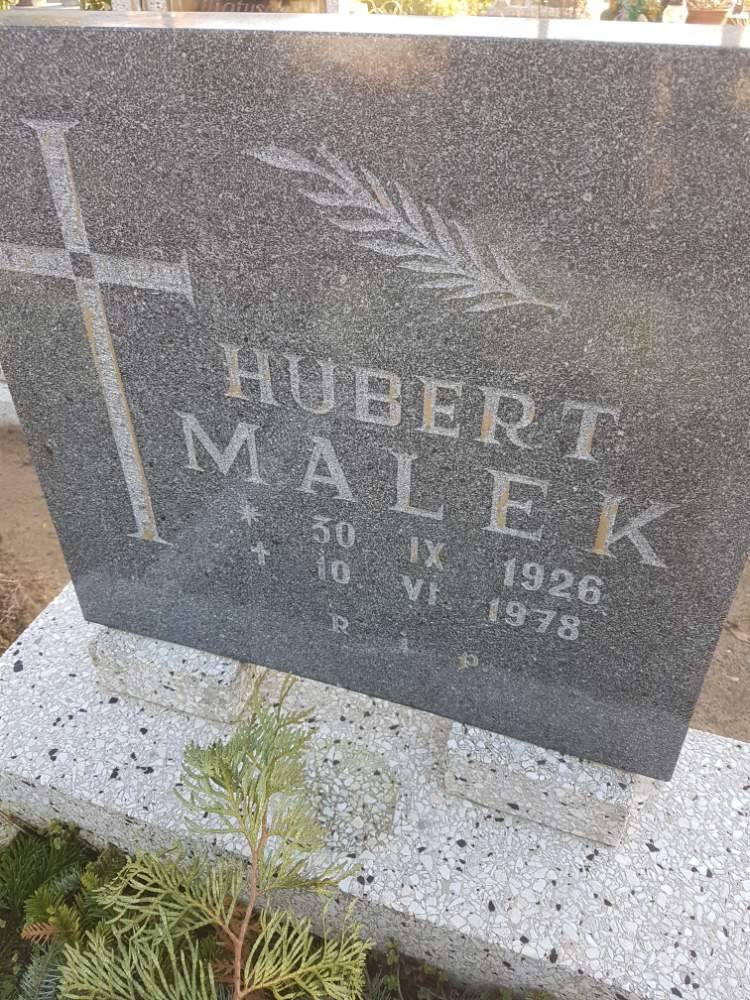 HUBERT
MALEK
* 30 IX 1926
+ 10 VI. 1978
R i p